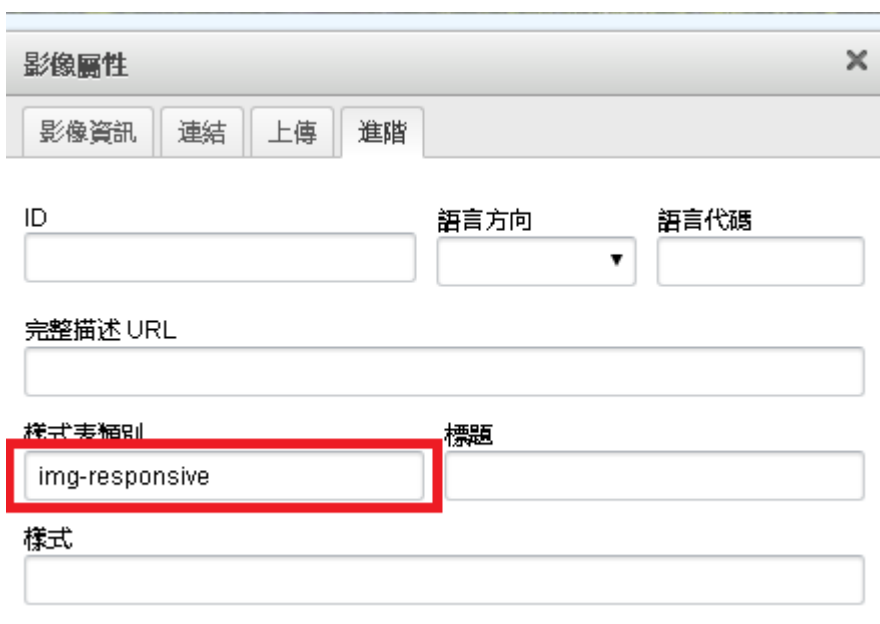 影像屬性
影像資訊 連結 上傳 進階
ID 語言方向 語言代碼
完整描述 URL
樣式表類別 標題
img-responsive
樣式